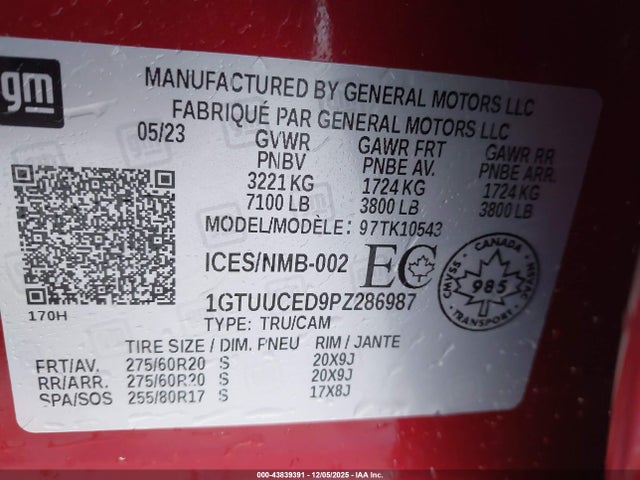 gm
MANUFACTURED BY GENERAL MOTORS LLC
FABRIQUÉ PAR GENERAL MOTORS LLC
05/23 GVWR GAWR FRT GAWR RR
PNBV PNBE AV. PNBE ARR.
3221 KG 1724 KG 1724 KG
7100 LB 3800 LB 3800 LB
MODEL/MODÈLE: 97TK10543
ICES/NMB-002 EC CANADA CMVSS 985 TRANSPORT NSVAC
1GTUUCED9PZ286987
170H
TYPE: TRU/CAM
TIRE SIZE / DIM. PNEU RIM / JANTE
FRT/AV. 275/60R20 S 20X9J
RR/ARR. 275/60R20 S 20X9J
SPA/SOS 255/80R17 S 17X8J
000-43839391 12/05/2025 IAA Inc.